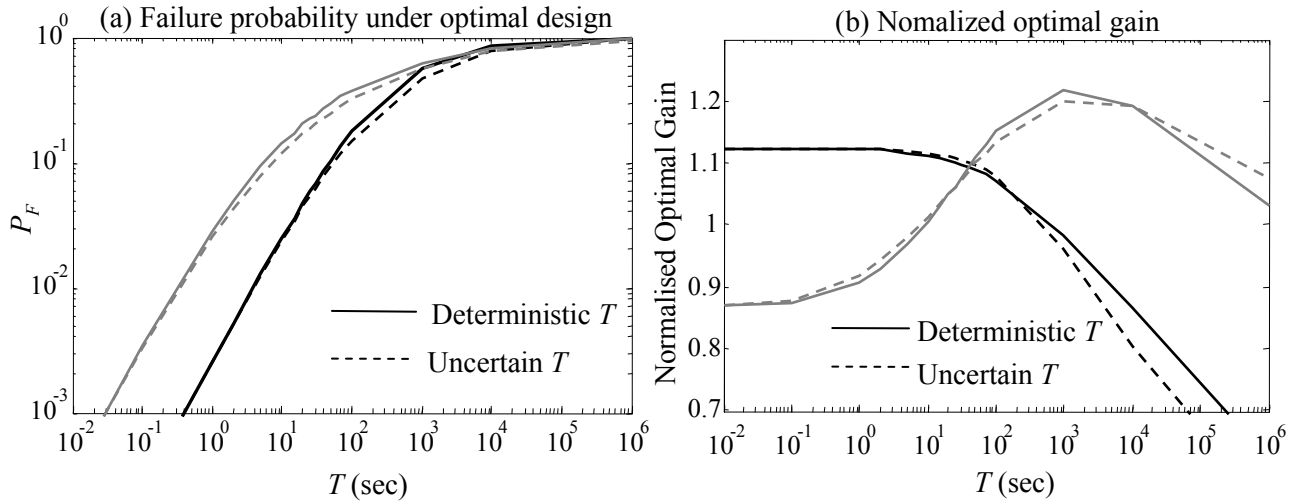 (a) Failure probability under optimal design
10^0
10^-1
10^-2
10^-3
P_F
Deterministic T
Uncertain T
10^-2 10^-1 10^0 10^1 10^2 10^3 10^4 10^5 10^6
T (sec)
(b) Nomalized optimal gain
1.2
1.1
1
0.9
0.8
0.7
Normalised Optimal Gain
Deterministic T
Uncertain T
10^-2 10^-1 10^0 10^1 10^2 10^3 10^4 10^5 10^6
T (sec)